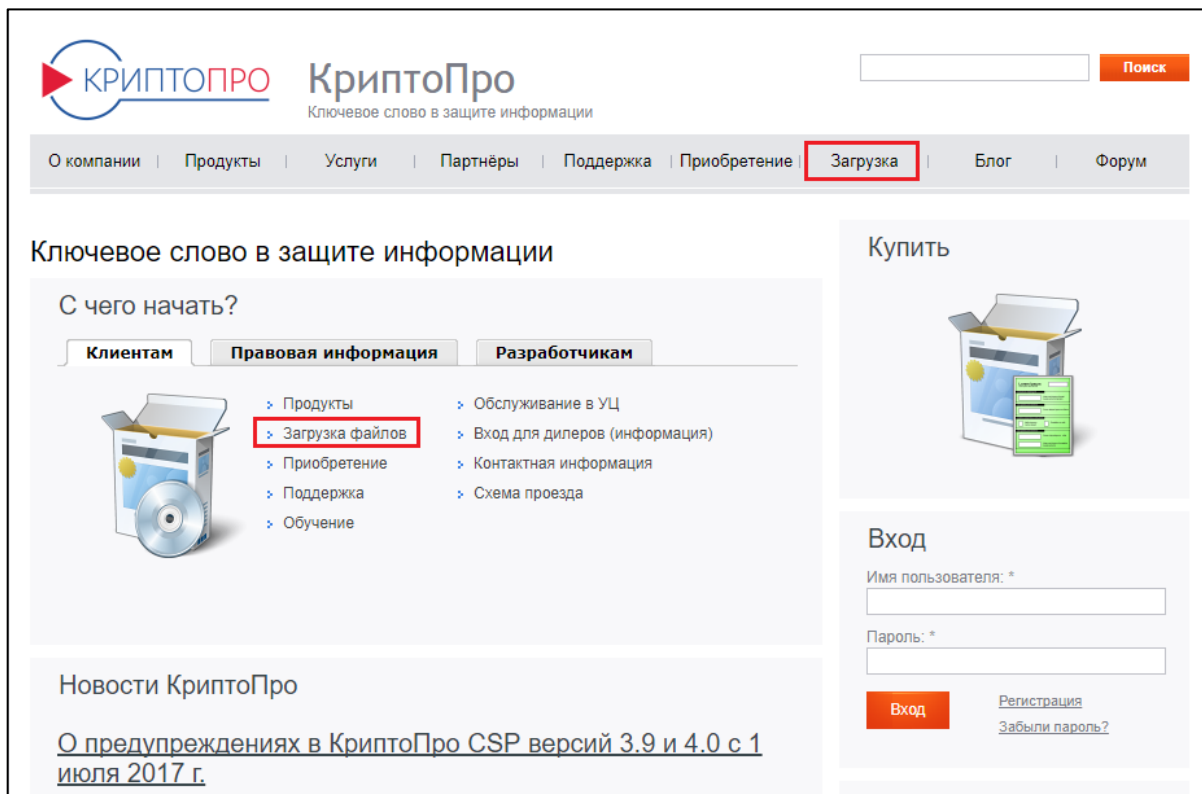 КРИПТОПРО
КриптоПро
Ключевое слово в защите информации
Поиск
О компании | Продукты | Услуги | Партнёры | Поддержка | Приобретение | Загрузка | Блог | Форум
Ключевое слово в защите информации
С чего начать?
Клиентам Правовая информация Разработчикам
Продукты
Загрузка файлов
Приобретение
Поддержка
Обучение
Обслуживание в УЦ
Вход для дилеров (информация)
Контактная информация
Схема проезда
Новости КриптоПро
О предупреждениях в КриптоПро CSP версий 3.9 и 4.0 с 1
июля 2017 г.
Купить
Вход
Имя пользователя: *
Пароль: *
Вход
Регистрация
Забыли пароль?